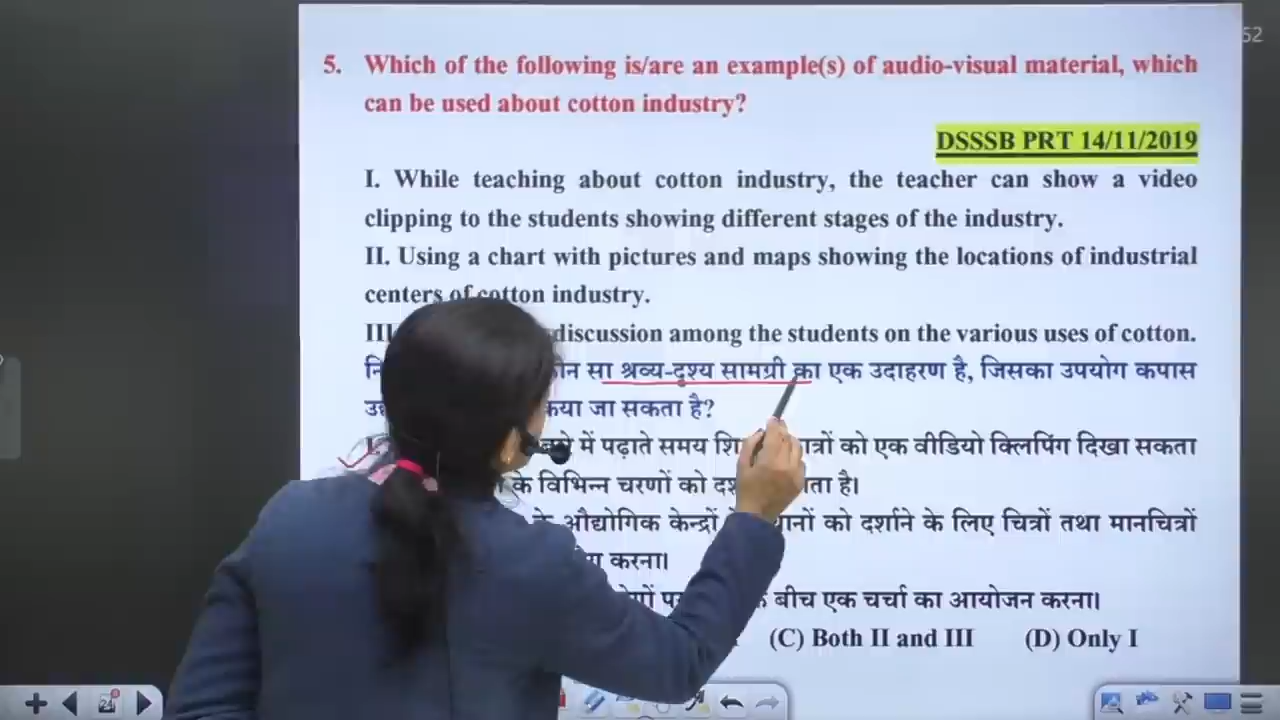 52
5. Which of the following is/are an example(s) of audio-visual material, which
can be used about cotton industry?
DSSSB PRT 14/11/2019
I. While teaching about cotton industry, the teacher can show a video
clipping to the students showing different stages of the industry.
II. Using a chart with pictures and maps showing the locations of industrial
centers of cotton industry.
III discussion among the students on the various uses of cotton.
सा श्रव्य-दृश्य सामग्री का एक उदाहरण है, जिसका उपयोग कपास
जा सकता है?
में पढ़ाते समय को एक वीडियो क्लिपिंग दिखा सकता
के विभिन्न चरणों को है।
औद्योगिक केन्द्रों को दर्शाने के लिए चित्रों तथा मानचित्रों
करना।
बीच एक चर्चा का आयोजन करना।
(C) Both II and III (D) Only I
24